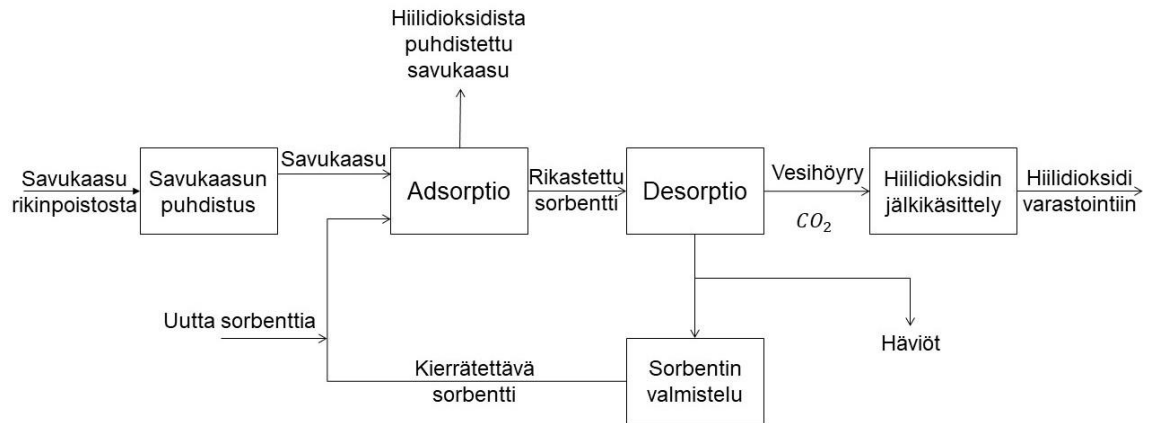 Hiilidioksidista
puhdistettu
savukaasu
Savukaasu
rikinpoistosta
Savukaasun
puhdistus
Savukaasu
Adsorptio
Rikastettu
sorbentti
Desorptio
Vesihöyry
CO₂
Hiilidioksidin
jälkikäsittely
Hiilidioksidi
varastointiin
Uutta sorbenttia
Kierrätettävä
sorbentti
Sorbentin
valmistelu
Häviöt